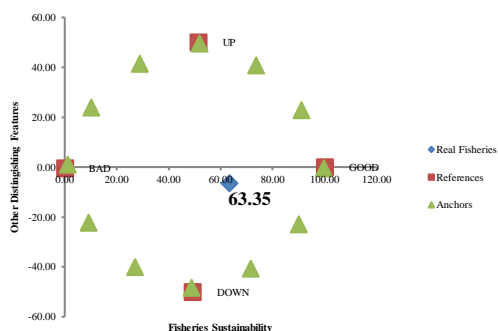 60.00
UP
40.00
20.00
BAD
GOOD
0.00
0.00 20.00 40.00 60.00 80.00 100.00 120.00
63.35
-20.00
-40.00
DOWN
-60.00
Other Distinguishing Features
Fisheries Sustainability
Real Fisheries
References
Anchors